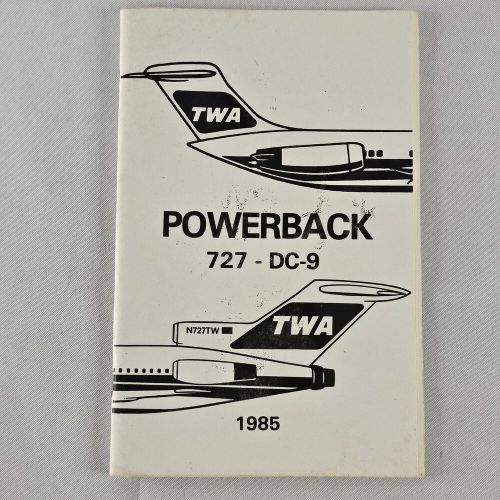 TWA
POWERBACK
727 - DC-9
N727TW
TWA
1985